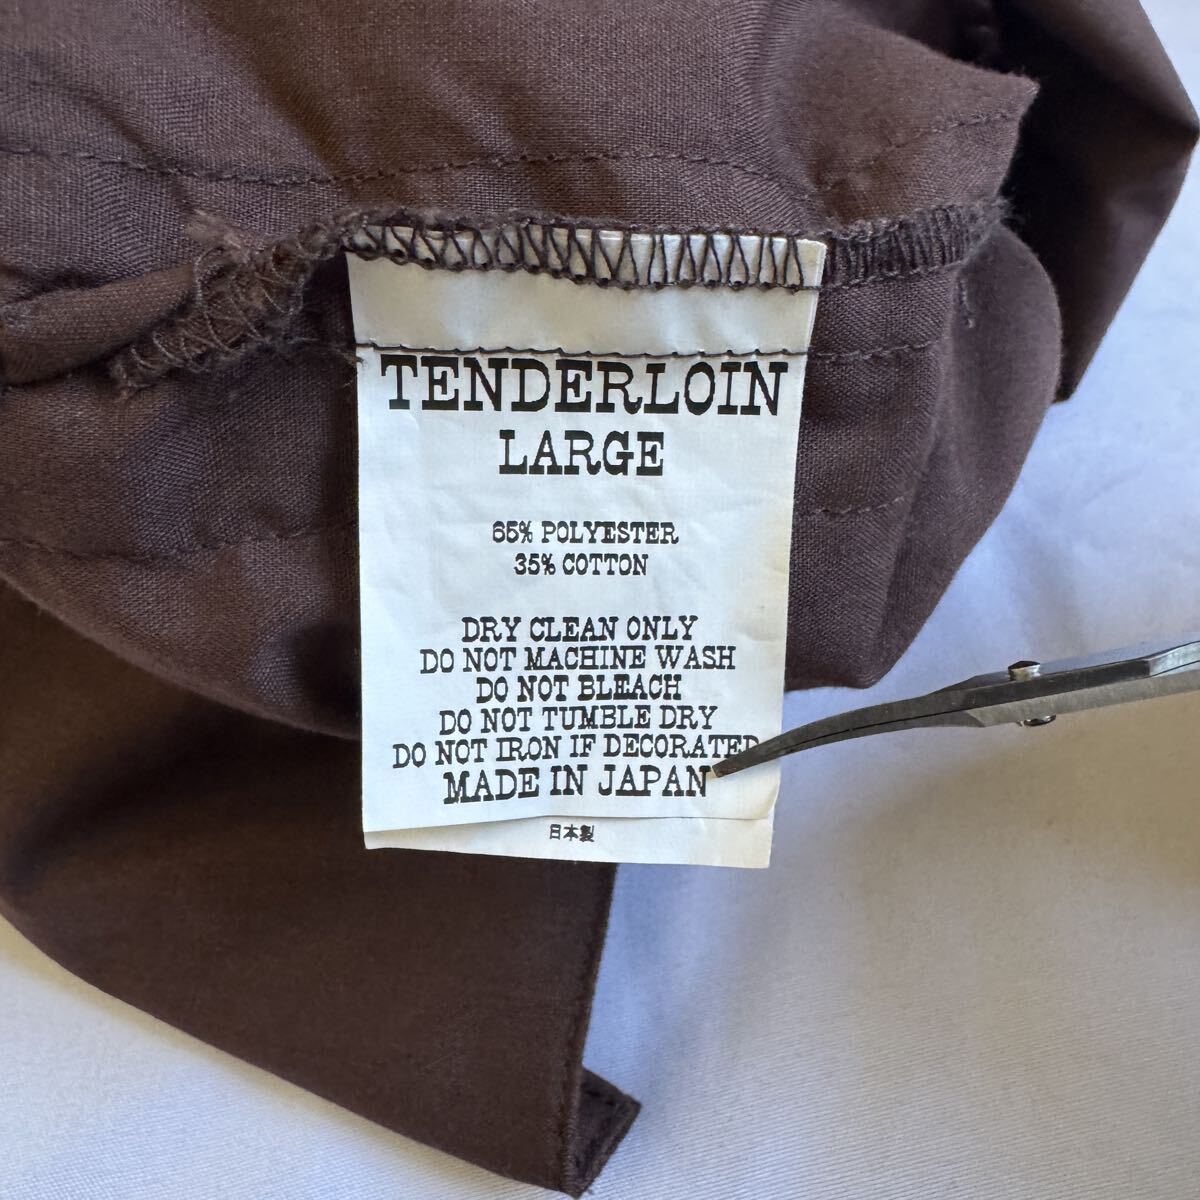 TENDERLOIN
LARGE
65% POLYESTER
35% COTTON
DRY CLEAN ONLY
DO NOT MACHINE WASH
DO NOT BLEACH
DO NOT TUMBLE DRY
DO NOT IRON IF DECORATED
MADE IN JAPAN
日本製